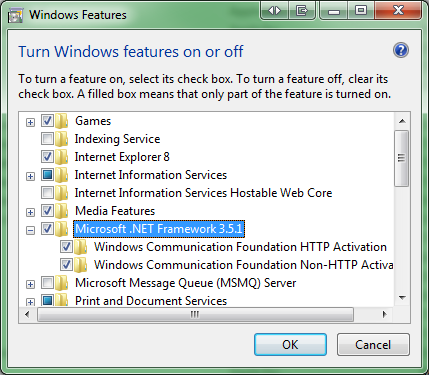 Windows Features
Turn Windows features on or off
To turn a feature on, select its check box. To turn a feature off, clear its
check box. A filled box means that only part of the feature is turned on.
Games
Indexing Service
Internet Explorer 8
Internet Information Services
Internet Information Services Hostable Web Core
Media Features
Microsoft .NET Framework 3.5.1
Windows Communication Foundation HTTP Activation
Windows Communication Foundation Non-HTTP Activa
Microsoft Message Queue (MSMQ) Server
Print and Document Services
OK
Cancel